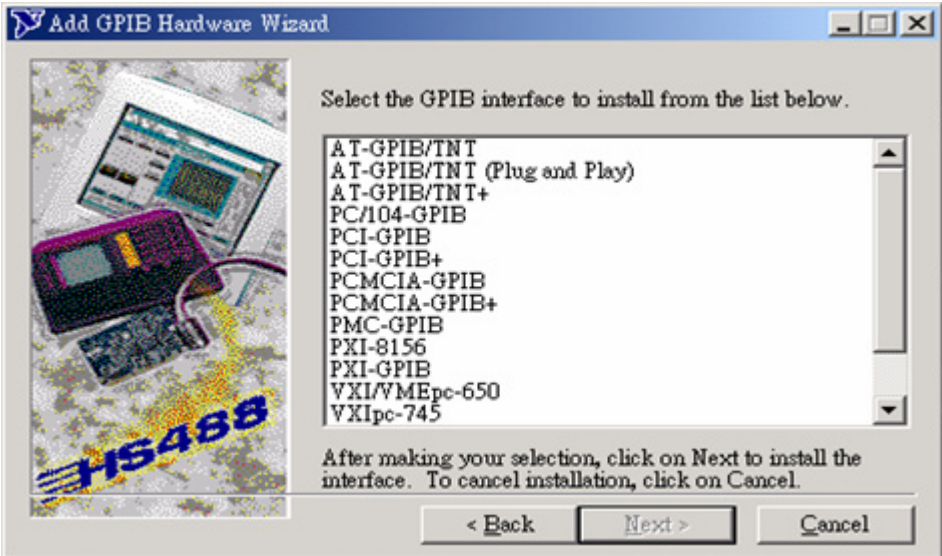 Add GPIB Hardware Wizard
Select the GPIB interface to install from the list below.
AT-GPIB/TNT
AT-GPIB/TNT (Plug and Play)
AT-GPIB/TNT+
PC/104-GPIB
PCI-GPIB
PCI-GPIB+
PCMCIA-GPIB
PCMCIA-GPIB+
PMC-GPIB
PXI-8156
PXI-GPIB
VXI/VMEpc-650
VXIpc-745
HS488
After making your selection, click on Next to install the
interface. To cancel installation, click on Cancel.
< Back
Next >
Cancel